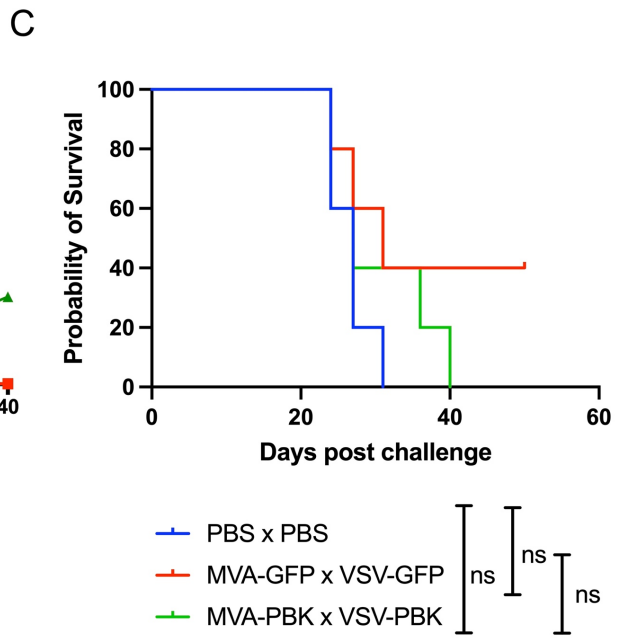 C
Probability of Survival
100
80
60
40
20
0
40
0 20 40 60
Days post challenge
PBS x PBS
MVA-GFP x VSV-GFP
MVA-PBK x VSV-PBK
ns
ns
ns